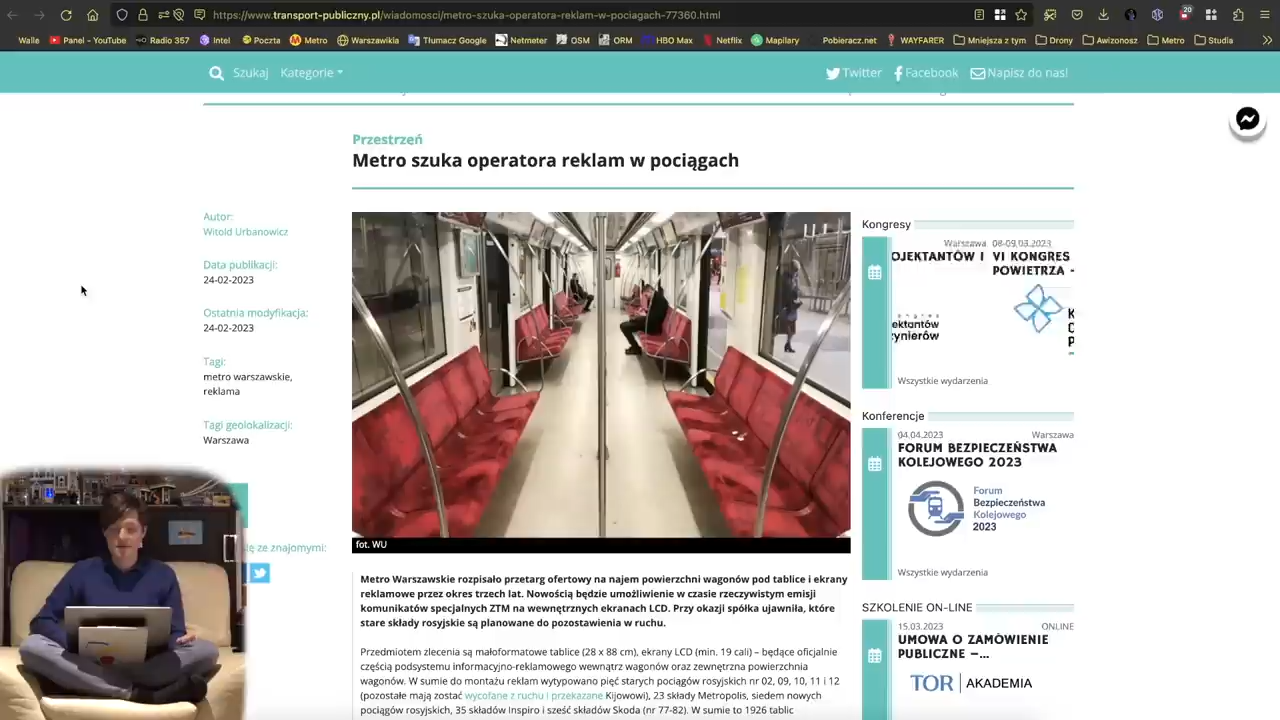 https://www.transport-publiczny.pl/wiadomosci/metro-szuka-operatora-reklam-w-pociagach-77360.html
20
Walle
Panel - YouTube
Radio 357
Intel
Poczta
Metro
Warszawikia
Tłumacz Google
Netmeter
OSM
ORM
HBO Max
Netflix
Mapilary
Pobieracz.net
WAYFARER
Mniejsza z tym
Drony
Awizonosz
Metro
Studia
Szukaj
Kategorie
Twitter
Facebook
Napisz do nas!
Przestrzeń
Metro szuka operatora reklam w pociągach
Autor:
Witold Urbanowicz
Data publikacji:
24-02-2023
Ostatnia modyfikacja:
24-02-2023
Tagi:
metro warszawskie,
reklama
Tagi geolokalizacji:
Warszawa
się ze znajomymi:
fot. WU
Metro Warszawskie rozpisało przetarg ofertowy na najem powierzchni wagonów pod tablice i ekrany
reklamowe przez okres trzech lat. Nowością będzie umożliwienie w czasie rzeczywistym emisji
komunikatów specjalnych ZTM na wewnętrznych ekranach LCD. Przy okazji spółka ujawniła, które
stare składy rosyjskie są planowane do pozostawienia w ruchu.
Przedmiotem zlecenia są małoformatowe tablice (28 x 88 cm), ekrany LCD (min. 19 cali) – będące oficjalnie
częścią podsystemu informacyjno-reklamowego wewnątrz wagonów oraz zewnętrzna powierzchnia
wagonów. W sumie do montażu reklam wytypowano pięć starych pociągów rosyjskich nr 02, 09, 10, 11 i 12
(pozostałe mają zostać wycofane z ruchu i przekazane Kijowowi), 23 składy Metropolis, siedem nowych
pociągów rosyjskich, 35 składów Inspiro i sześć składów Skoda (nr 77-82). W sumie to 1926 tablic
Kongresy
Warszawa
08-09.03.2023
OJEKTANTÓW I
VI KONGRES
POWIETRZA -
ektantów
żynierów
Wszystkie wydarzenia
Konferencje
04.04.2023
Warszawa
FORUM BEZPIECZEŃSTWA
KOLEJOWEGO 2023
Forum
Bezpieczeństwa
Kolejowego
2023
Wszystkie wydarzenia
SZKOLENIE ON-LINE
15.03.2023
ONLINE
UMOWA O ZAMÓWIENIE
PUBLICZNE –...
TOR AKADEMIA